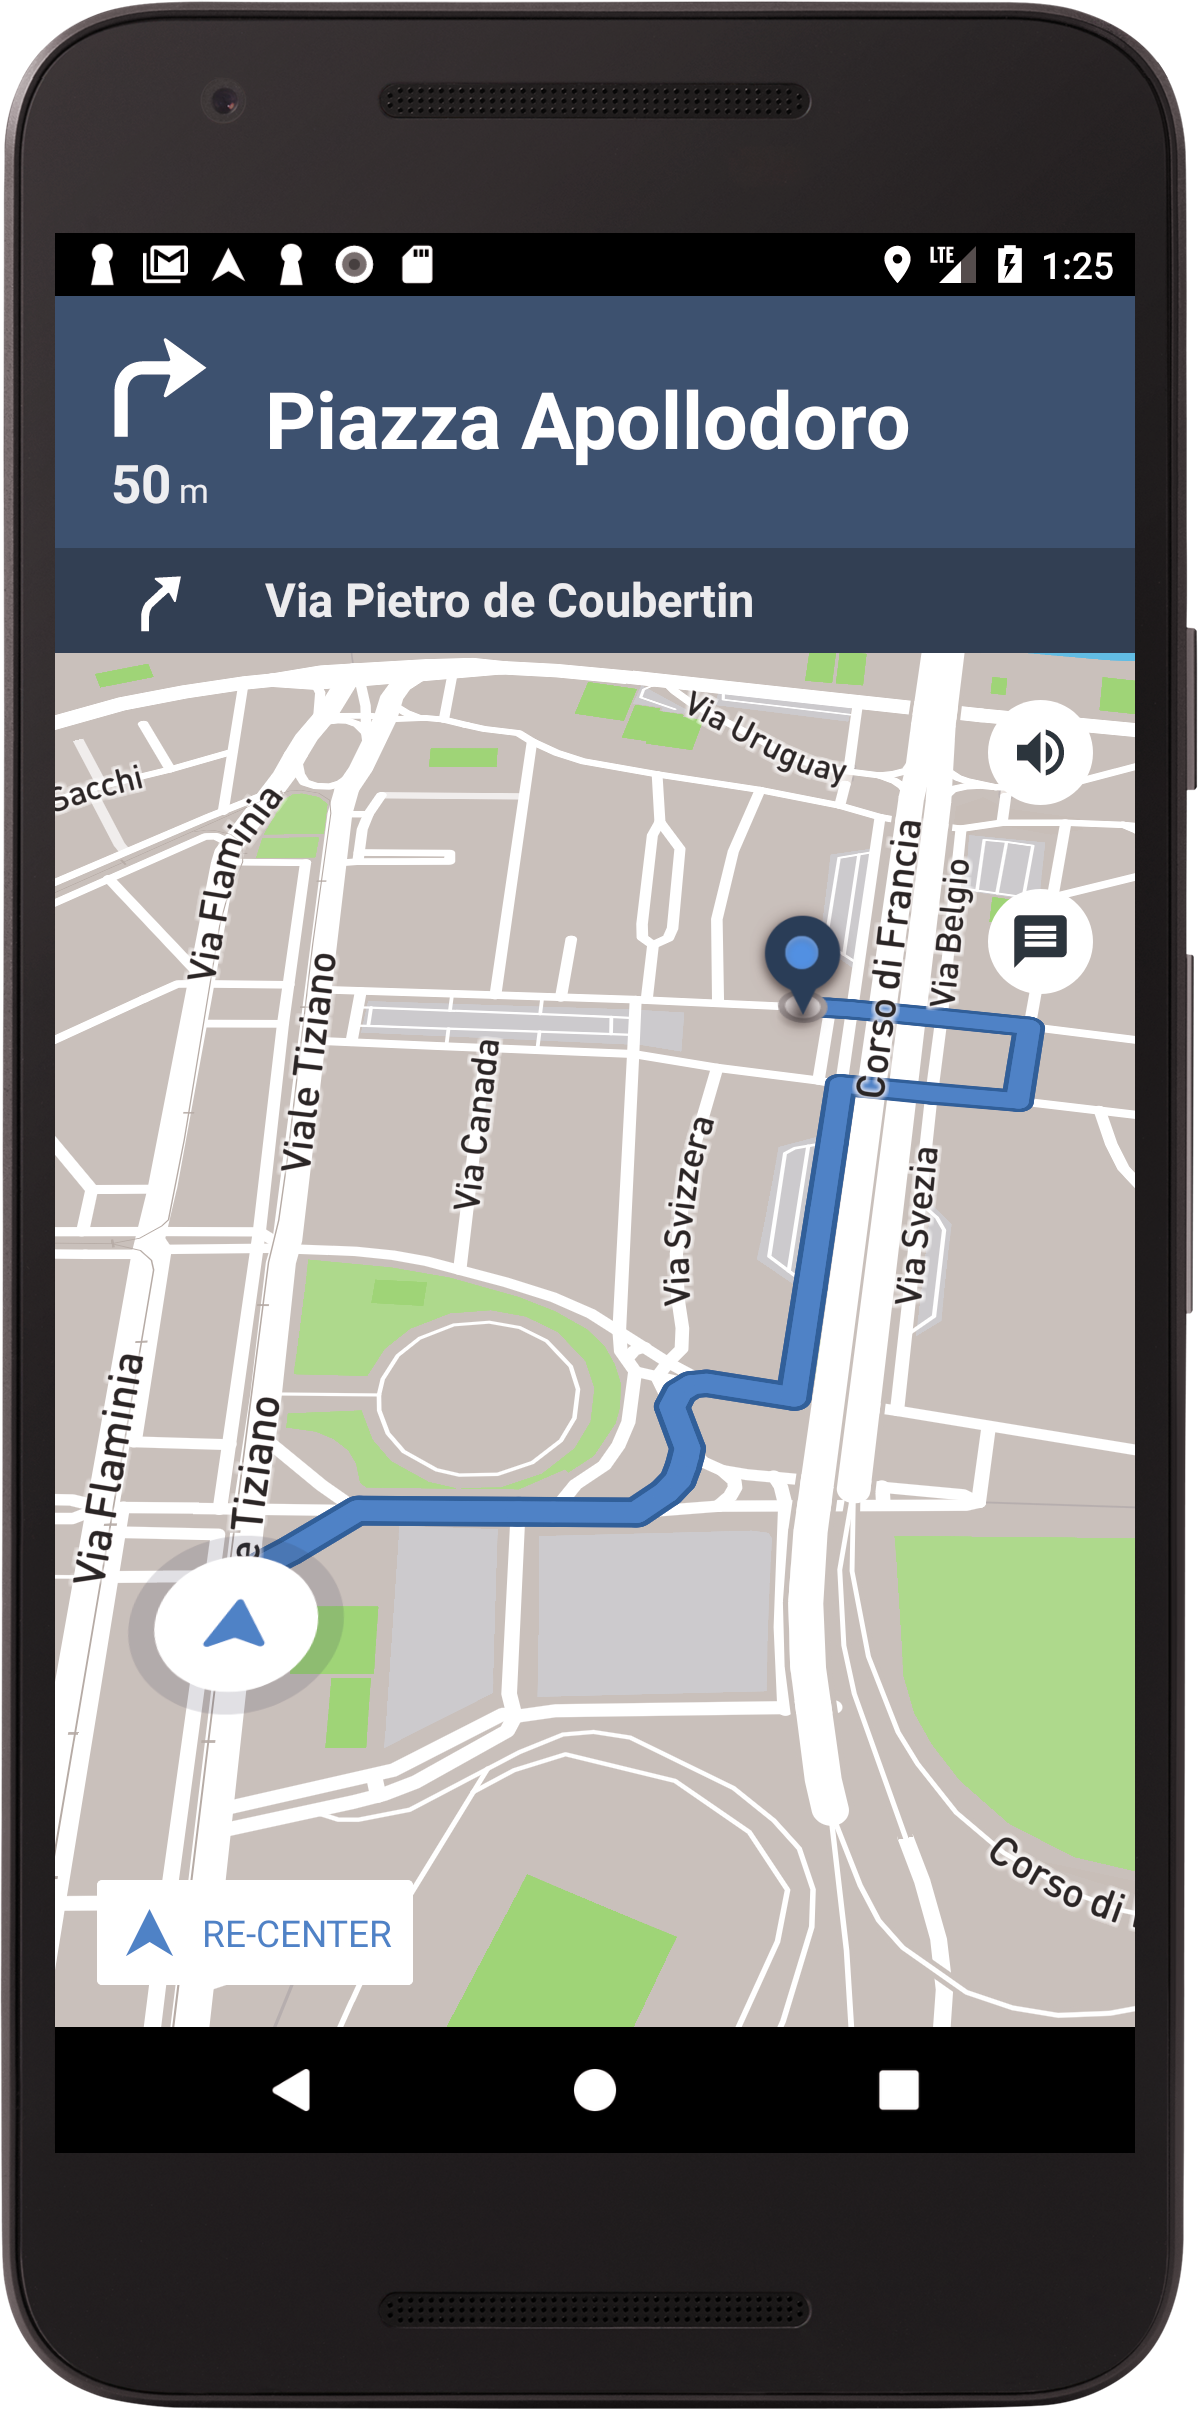 LTE
1:25
Piazza Apollodoro
50 m
Via Pietro de Coubertin
Via Uruguay
Sacchi
Via Flaminia
Corso di Francia
Via Belgio
Viale Tiziano
Via Canada
Via Svizzera
Via Svezia
Via Flaminia
e Tiziano
Corso di
RE-CENTER